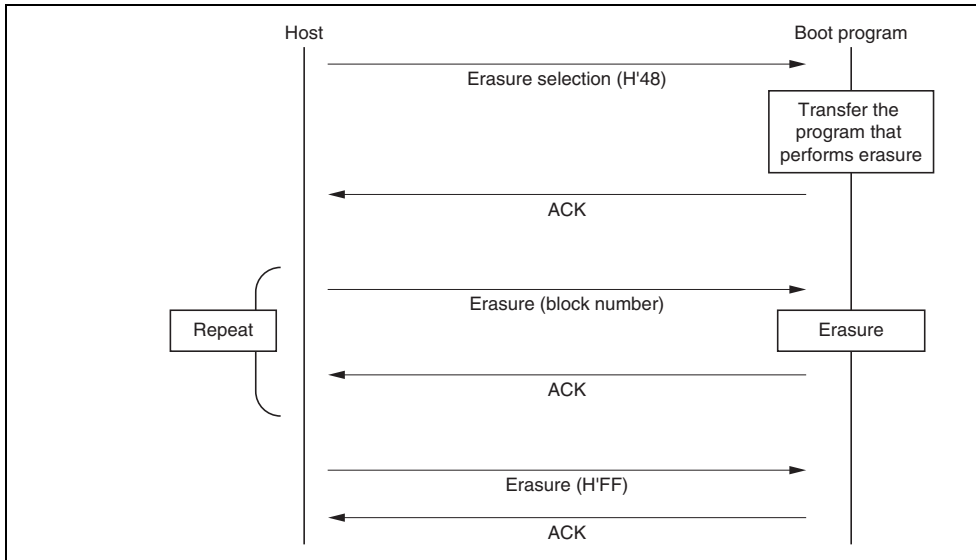 Host
Boot program
Erasure selection (H'48)
Transfer the
program that
performs erasure
ACK
Erasure (block number)
Repeat
Erasure
ACK
Erasure (H'FF)
ACK